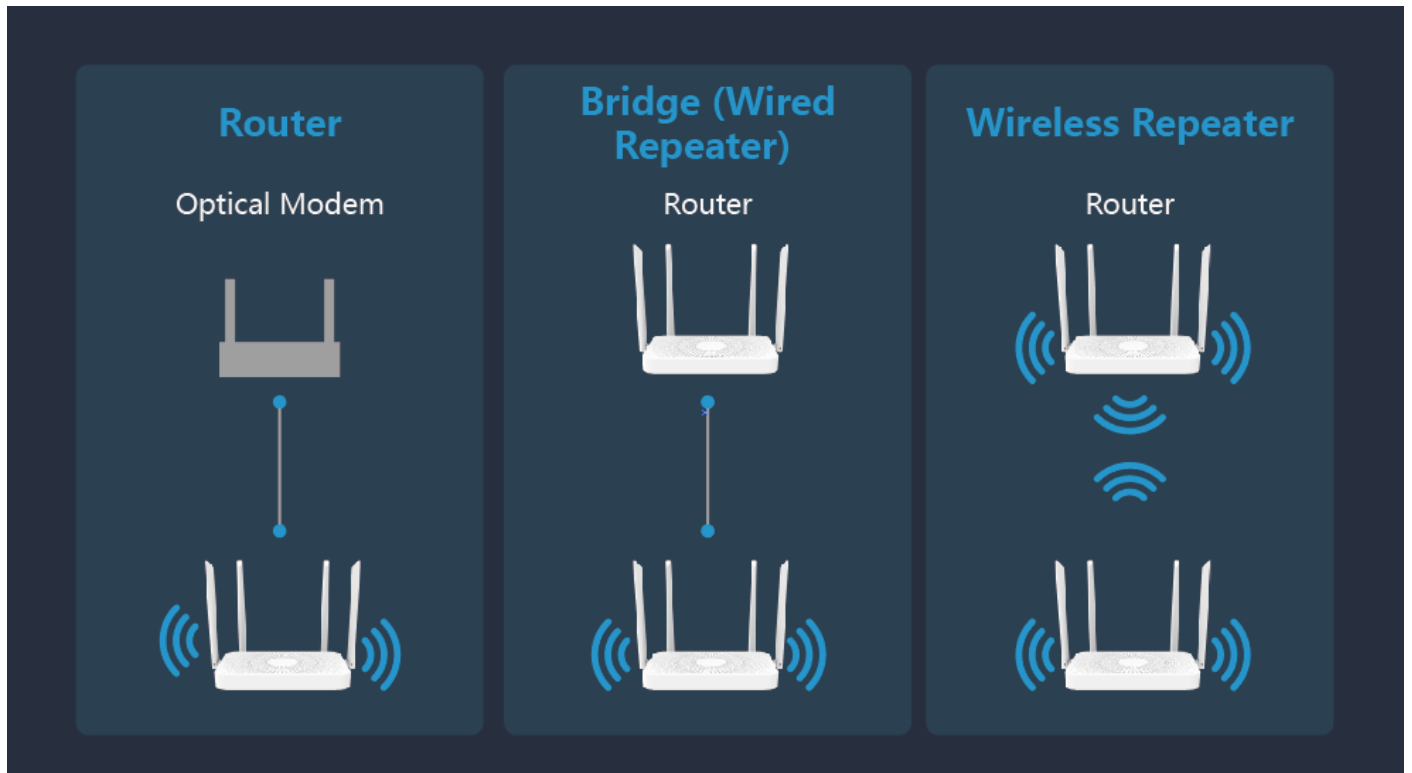 Router
Optical Modem
Bridge (Wired
Repeater)
Router
Wireless Repeater
Router